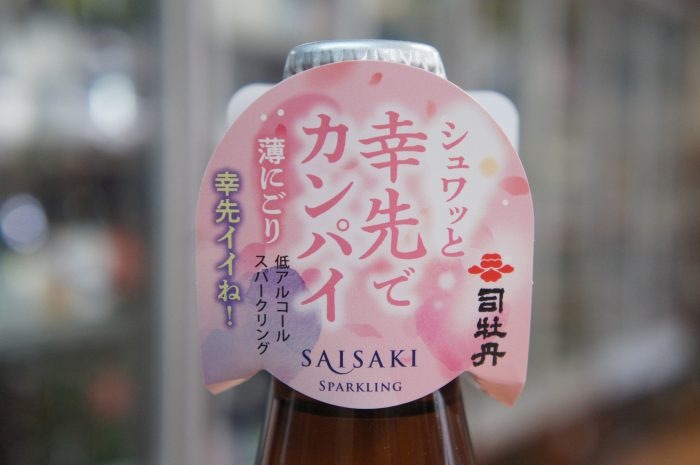 シュワッと
幸先で
カンパイ
薄にごり
低アルコール
スパークリング
幸先イイね！
司牡丹
SAISAKI
SPARKLING